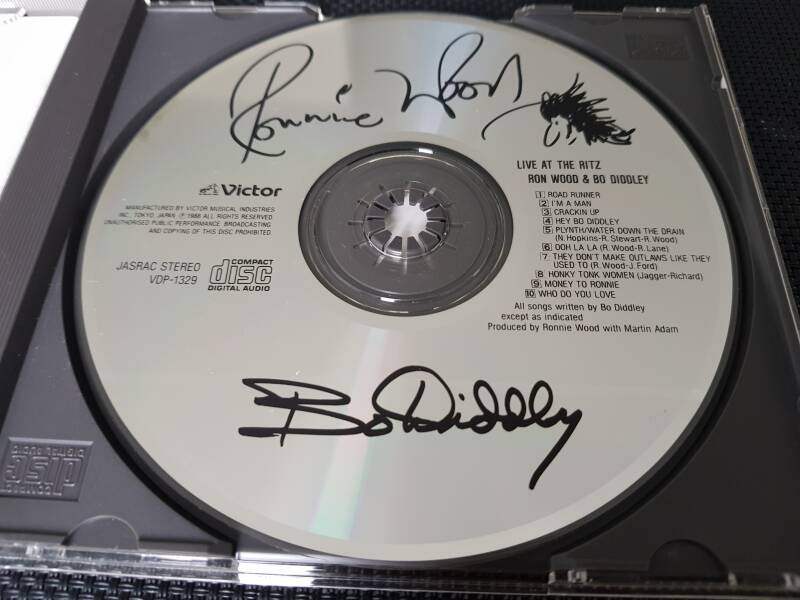 Ronnie Wood
LIVE AT THE RITZ
RON WOOD & BO DIDDLEY
Victor
MANUFACTURED BY VICTOR MUSICAL INDUSTRIES
INC. TOKYO. JAPAN Ⓟ 1988 ALL RIGHTS RESERVED
UNAUTHORISED PUBLIC PERFORMANCE. BROADCASTING
AND COPYING OF THIS DISC PROHIBITED.
JASRAC STEREO
VDP-1329
COMPACT
disc
DIGITAL AUDIO
1 ROAD RUNNER
2 I'M A MAN
3 CRACKIN UP
4 HEY BO DIDDLEY
5 PLYNTH/WATER DOWN THE DRAIN
(N.Hopkins-R.Stewart-R.Wood)
6 OOH LA LA (R.Wood-R.Lane)
7 THEY DON'T MAKE OUTLAWS LIKE THEY
USED TO (R.Wood-J.Ford)
8 HONKY TONK WOMEN (Jagger-Richard)
9 MONEY TO RONNIE
10 WHO DO YOU LOVE
All songs written by Bo Diddley
except as indicated
Produced by Ronnie Wood with Martin Adam
Bo Diddly
COMPACT
disc
DIGITAL AUDIO